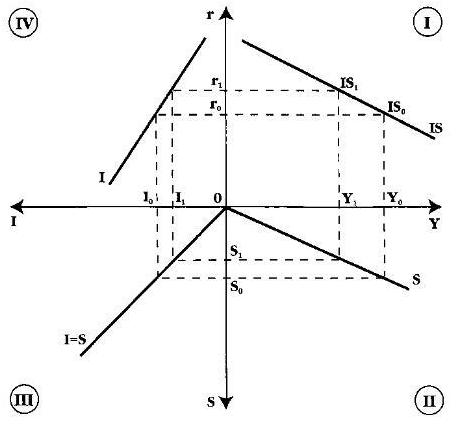 IV
r
I
r₁
IS₁
r₀
IS₀
IS
I
I₀
I₁
0
Y₁
Y₀
I
Y
S₁
S₀
S
I=S
III
S
II